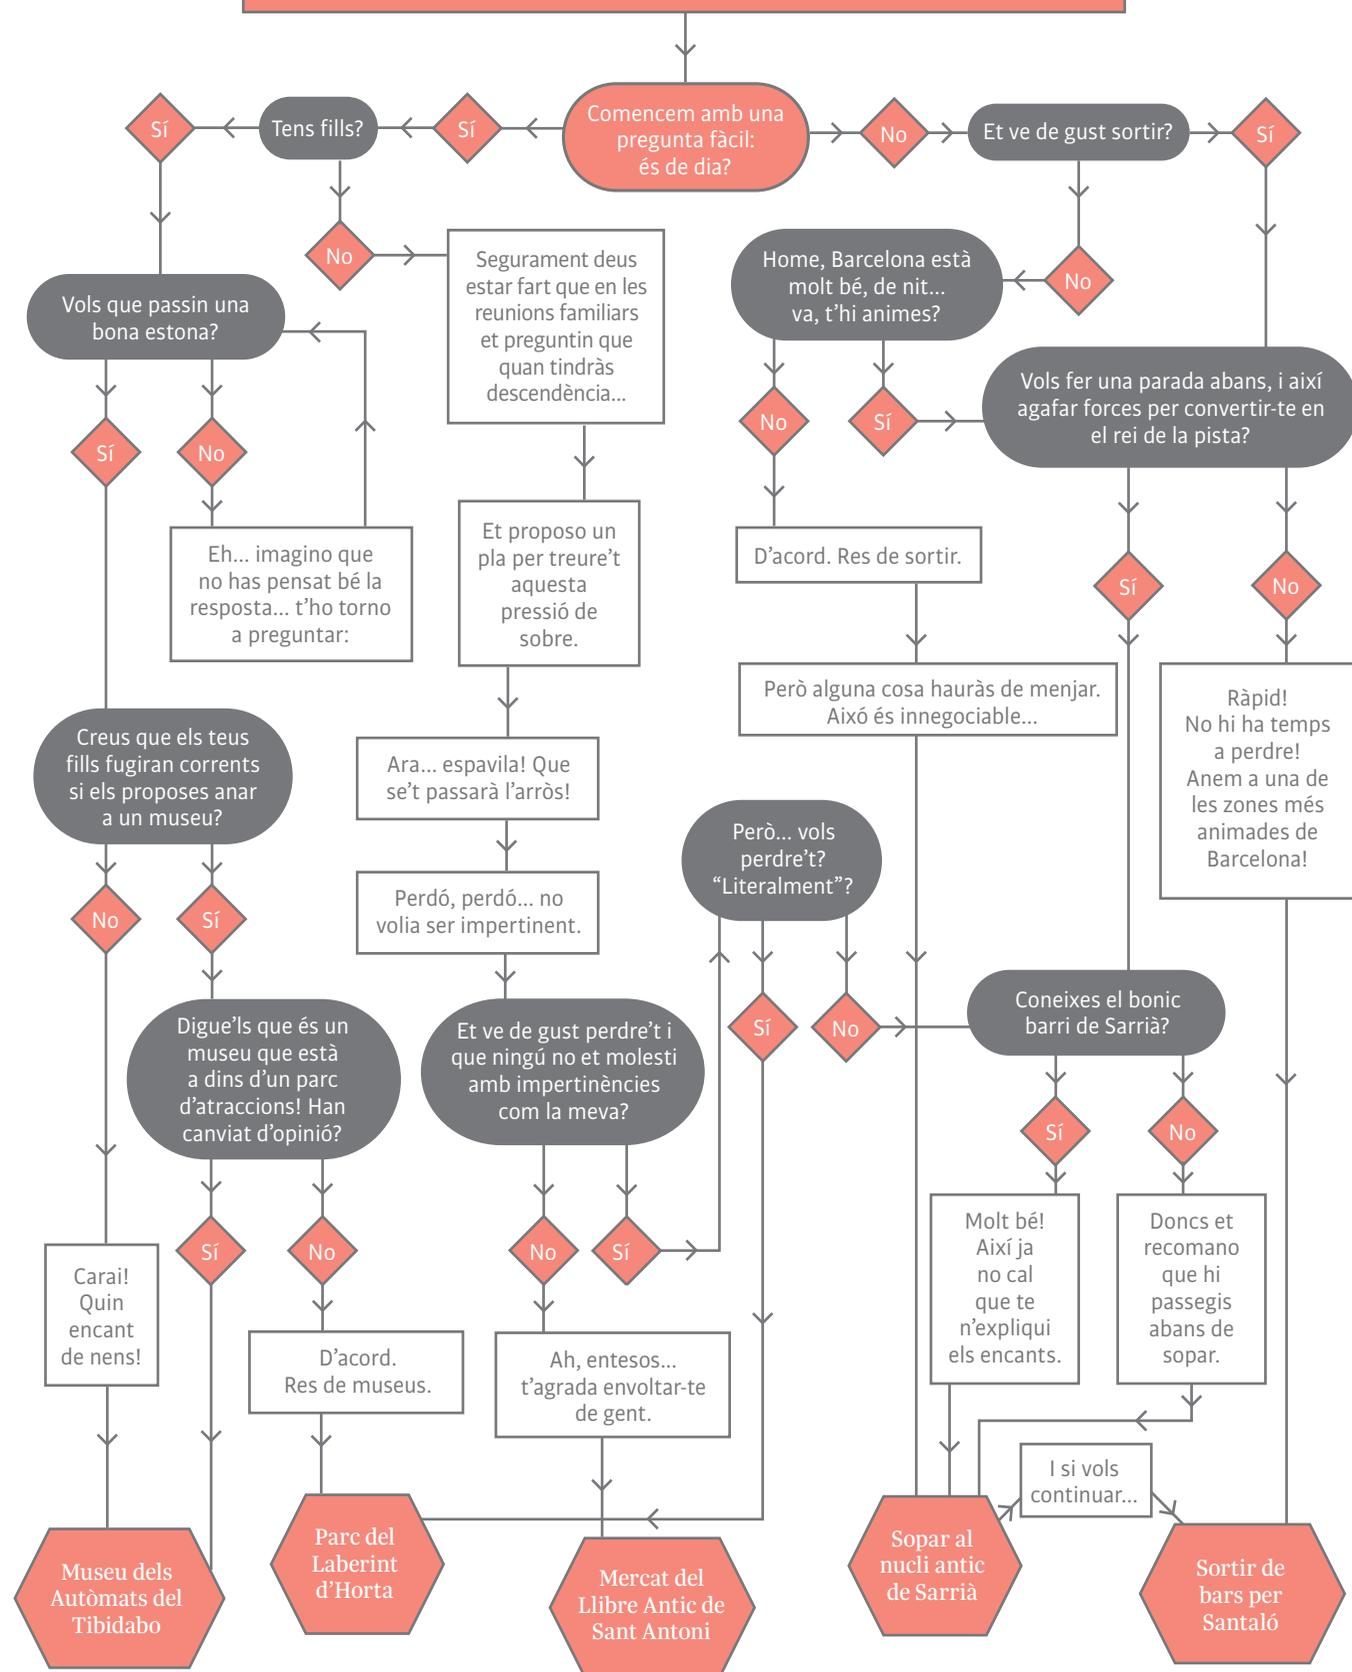 Comencem amb una
pregunta fàcil:
és de dia?
Sí
Tens fills?
Sí
No
Et ve de gust sortir?
Sí
No
No
Segurament deus
estar fart que en les
reunions familiars
et preguntin que
quan tindràs
descendència...
Home, Barcelona està
molt bé, de nit...
va, t’hi animes?
Vols que passin una
bona estona?
Sí
No
Eh... imagino que
no has pensat bé la
resposta... t’ho torno
a preguntar:
Et proposo un
pla per treure’t
aquesta
pressió de
sobre.
No
Sí
Vols fer una parada abans, i així
agafar forces per convertir-te en
el rei de la pista?
D’acord. Res de sortir.
Sí
No
Però alguna cosa hauràs de menjar.
Aixó és innegociable...
Ràpid!
No hi ha temps
a perdre!
Anem a una de
les zones més
animades de
Barcelona!
Creus que els teus
fills fugiran corrents
si els proposes anar
a un museu?
Ara... espavila! Que
se’t passarà l’arròs!
Perdó, perdó... no
volia ser impertinent.
Però... vols
perdre’t?
“Literalment”?
No
Sí
Digue’ls que és un
museu que està
a dins d’un parc
d’atraccions! Han
canviat d’opinió?
Et ve de gust perdre’t i
que ningú no et molesti
amb impertinències
com la meva?
Sí
No
Coneixes el bonic
barri de Sarrià?
Sí
No
Sí
No
No
Sí
Carai!
Quin
encant
de nens!
D’acord.
Res de museus.
Ah, entesos...
t’agrada envoltar-te
de gent.
Molt bé!
Així ja
no cal
que te
n’expliqui
els encants.
Doncs et
recomano
que hi
passegis
abans de
sopar.
I si vols
continuar...
Museu dels
Autòmats del
Tibidabo
Parc del
Laberint
d’Horta
Mercat del
Llibre Antic de
Sant Antoni
Sopar al
nucli antic
de Sarrià
Sortir de
bars per
Santaló